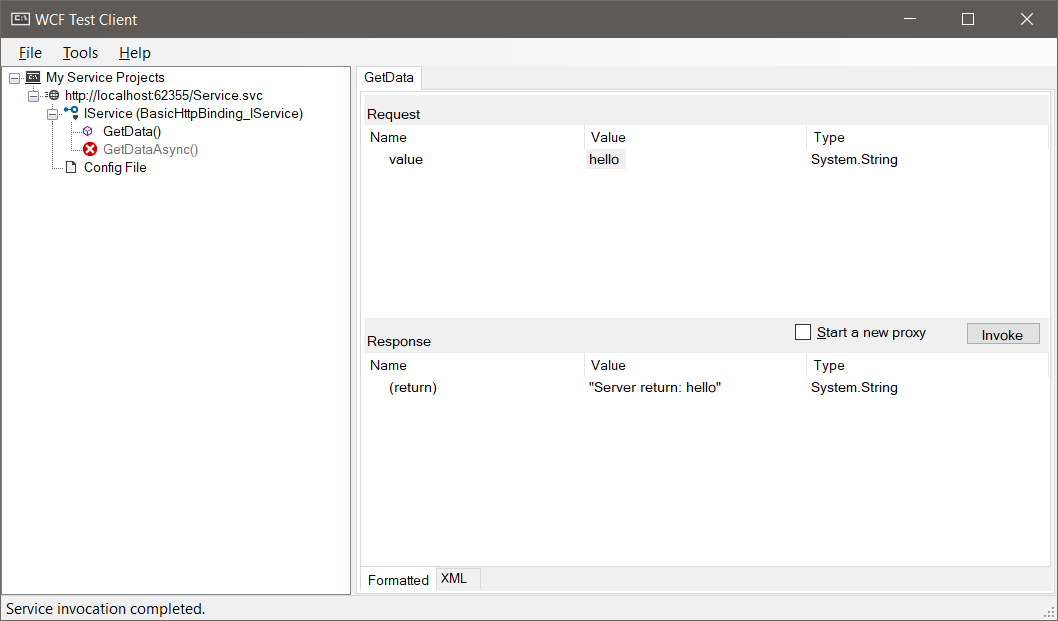 WCF Test Client
File Tools Help
My Service Projects
http://localhost:62355/Service.svc
IService (BasicHttpBinding_IService)
GetData()
GetDataAsync()
Config File
GetData
Request
Name Value Type
value hello System.String
Start a new proxy Invoke
Response
Name Value Type
(return) "Server return: hello" System.String
Formatted XML
Service invocation completed.